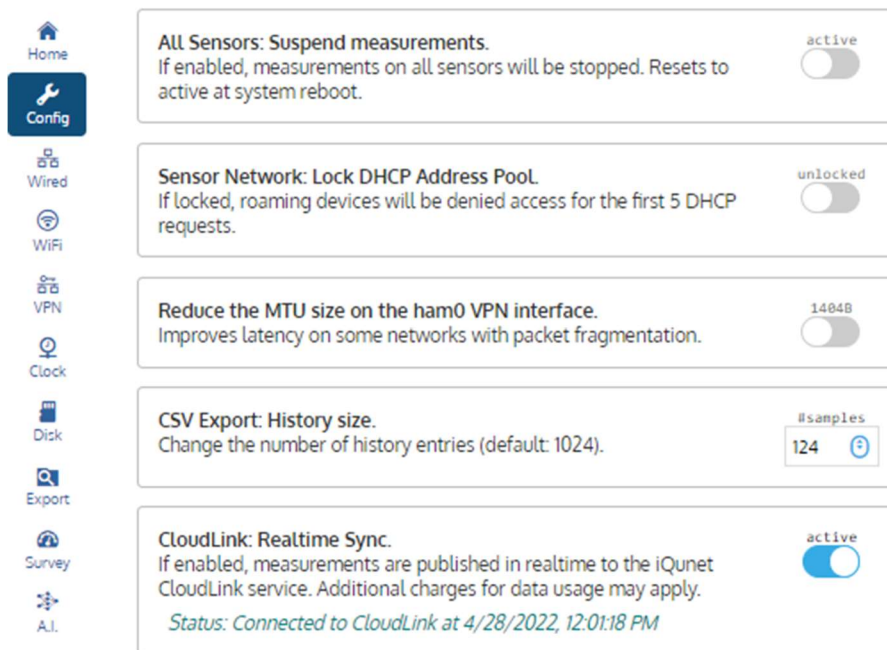 Home
Config
Wired
WiFi
VPN
Clock
Disk
Export
Survey
A.I.
All Sensors: Suspend measurements.
active
If enabled, measurements on all sensors will be stopped. Resets to
active at system reboot.
Sensor Network: Lock DHCP Address Pool.
unlocked
If locked, roaming devices will be denied access for the first 5 DHCP
requests.
Reduce the MTU size on the ham0 VPN interface.
1404B
Improves latency on some networks with packet fragmentation.
CSV Export: History size.
#samples
Change the number of history entries (default: 1024).
124
CloudLink: Realtime Sync.
active
If enabled, measurements are published in realtime to the iQunet
CloudLink service. Additional charges for data usage may apply.
Status: Connected to CloudLink at 4/28/2022, 12:01:18 PM